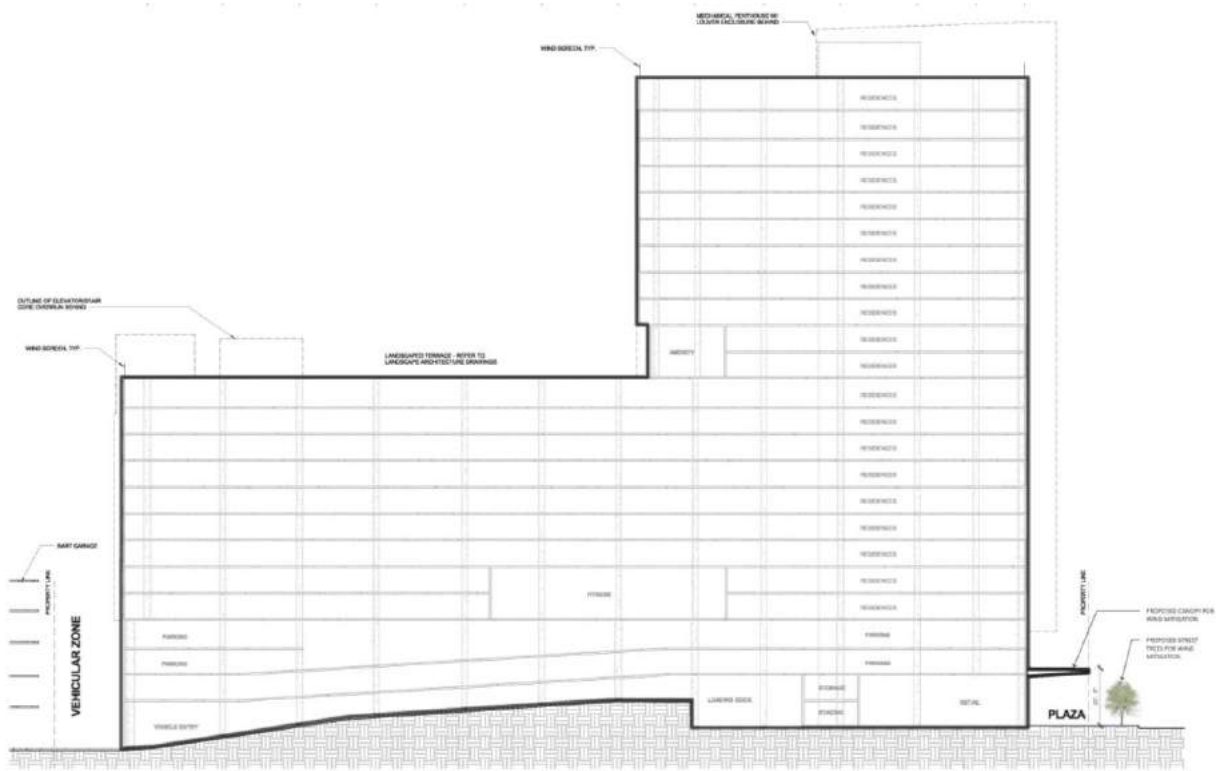 MECHANICAL PENTHOUSE W/
LOUVER ENCLOSURE BEHIND
WIND SCREEN, TYP.
RESIDENCES
RESIDENCES
RESIDENCES
RESIDENCES
RESIDENCES
RESIDENCES
RESIDENCES
RESIDENCES
OUTLINE OF ELEVATOR/STAIR
CORE OVERRUN BEHIND
RESIDENCES
WIND SCREEN, TYP.
LANDSCAPED TERRACE - REFER TO
LANDSCAPE ARCHITECTURE DRAWINGS
AMENITY
RESIDENCES
RESIDENCES
RESIDENCES
RESIDENCES
RESIDENCES
RESIDENCES
RESIDENCES
RESIDENCES
RESIDENCES
BART GARAGE
PROPERTY LINE
VEHICULAR ZONE
RESIDENCES
FITNESS
RESIDENCES
PROPERTY LINE
PROPOSED CANOPY FOR
WIND MITIGATION
PARKING
PARKING
PROPOSED STREET
TREES FOR WIND
MITIGATION
PARKING
PARKING
LOADING DOCK
STORAGE
RETAIL
PLAZA
VEHICLE ENTRY